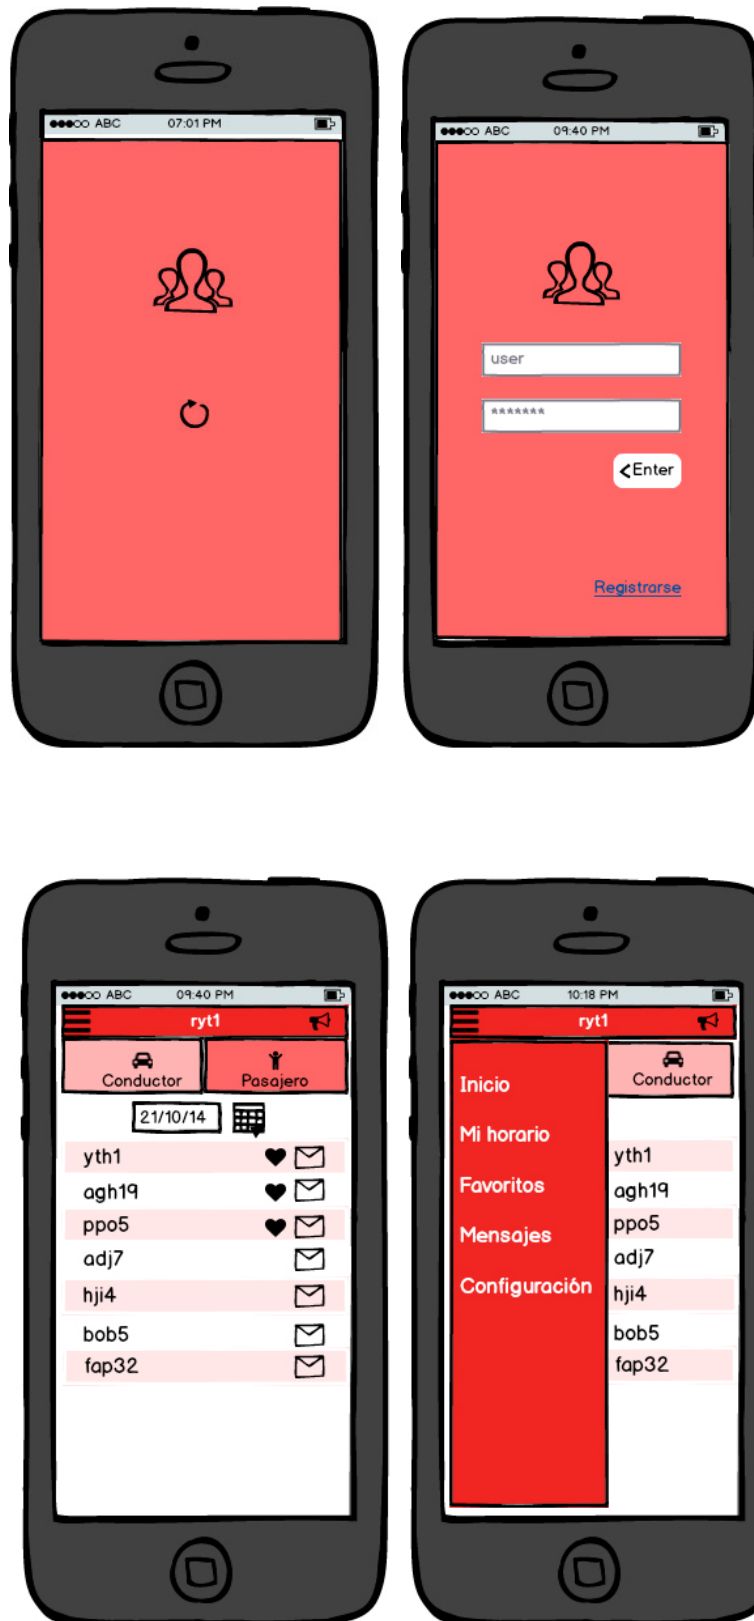 ABC 07:01 PM
ABC 09:40 PM
user
*******
<Enter
Registrarse
ABC 09:40 PM
ryt1
Conductor Pasajero
21/10/14
yth1
agh19
ppo5
adj7
hji4
bob5
fap32
ABC 10:18 PM
ryt1
Conductor
Inicio
Mi horario
Favoritos
Mensajes
Configuración
yth1
agh19
ppo5
adj7
hji4
bob5
fap32